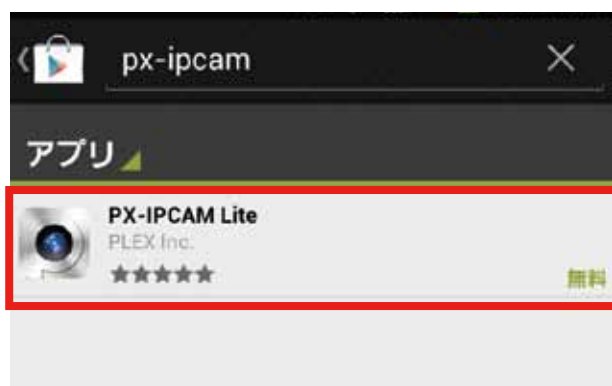 px-ipcam
アプリ
PX-IPCAM Lite
PLEX Inc.
無料